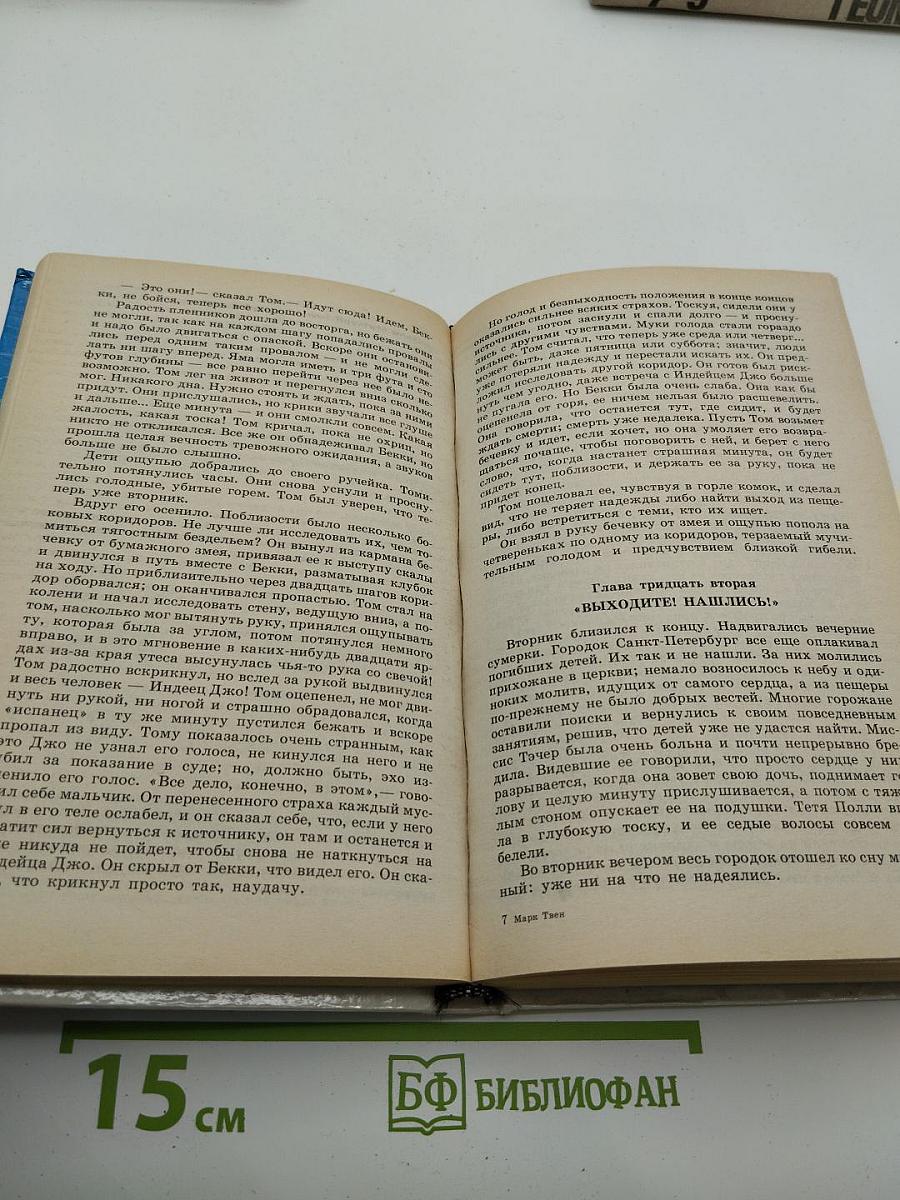 ГЕОМ
— Это они!— сказал Том.— Идут сюда! Идем, Бек-
ки, не бойся, теперь все хорошо!
Радость пленников дошла до восторга, но бежать они
не могли, так как на каждом шагу попадались провалы
и надо было двигаться с опаской. Вскоре они останови-
лись перед одним таким провалом — и не могли сде-
лать ни шагу вперед. Яма могла иметь и три фута и сто
футов глубины — все равно перейти через нее было не-
возможно. Том лег на живот и перегнулся вниз сколько
мог. Никакого дна. Нужно стоять и ждать, пока за ними
придут. Они прислушались, но крики звучали все глуше
и дальше... Еще минута — и они смолкли совсем. Какая
жалость, какая тоска! Том кричал, пока не охрип, но
никто не откликался. Все же он обнадеживал Бекки, но
прошла целая вечность тревожного ожидания, а звуков
больше не было слышно.
Дети ощупью добрались до своего ручейка. Томи-
тельно потянулись часы. Они снова уснули и просну-
лись голодные, убитые горем. Том был уверен, что те-
перь уже вторник.
Вдруг его осенило. Поблизости было несколько бо-
ковых коридоров. Не лучше ли исследовать их, чем то-
миться тягостным бездельем? Он вынул из кармана бе-
чевку от бумажного змея, привязал ее к выступу скалы
и двинулся в путь вместе с Бекки, разматывая клубок
на ходу. Но приблизительно через двадцать шагов кори-
дор оборвался; он оканчивался пропастью. Том стал на
колени и начал исследовать стену, ведущую вниз, а по-
том, насколько мог вытянуть руку, принялся ощупывать
ту, которая была за углом, потом потянулся немного
вправо, и в это мгновение в каких-нибудь двадцати яр-
дах из-за края утеса высунулась чья-то рука со свечой!
Том радостно вскрикнул, но вслед за рукой выдвинулся
и весь человек — Индеец Джо! Том оцепенел, не мог дви-
нуть ни рукой, ни ногой и страшно обрадовался, когда
«испанец» в ту же минуту пустился бежать и вскоре
пропал из виду. Тому показалось очень странным, как
это Джо не узнал его голоса, не кинулся на него и не
убил за показание в суде; но, должно быть, эхо из-
енило его голос. «Все дело, конечно, в этом»,— гово-
ил себе мальчик. От перенесенного страха каждый мус-
ул в его теле ослабел, и он сказал себе, что, если у него
атит сил вернуться к источнику, он там и останется и
е никуда не пойдет, чтобы снова не наткнуться на
дейца Джо. Он скрыл от Бекки, что видел его. Он ска-
, что крикнул просто так, наудачу.
Но голод и безвыходность положения в конце концов
оказались сильнее всяких страхов. Тоскуя, сидели они у
источника, потом заснули и спали долго — и просну-
лись с другими чувствами. Муки голода стали гораздо
сильнее. Том считал, что теперь уже среда или четверг...
может быть, даже пятница или суббота; значит, люди
уже потеряли надежду и перестали искать их. Он пред-
ложил исследовать другой коридор. Он готов был риск-
нуть чем угодно, даже встреча с Индейцем Джо больше
не пугала его. Но Бекки была очень слаба. Она как бы
оцепенела от горя, ее ничем нельзя было расшевелить.
Она говорила, что останется тут, где сидит, и будет
ждать смерти; смерть уже недалека. Пусть Том возьмет
бечевку и идет, если хочет, но она умоляет его возвра-
щаться почаще, чтобы поговорить с ней, и берет с него
слово, что, когда настанет страшная минута, он будет
сидеть тут, поблизости, и держать ее за руку, пока не
придет конец.
Том поцеловал ее, чувствуя в горле комок, и сделал
вид, что не теряет надежды либо найти выход из пеще-
ры, либо встретиться с теми, кто их ищет.
Он взял в руку бечевку от змея и ощупью пополз на
четвереньках по одному из коридоров, терзаемый мучи-
тельным голодом и предчувствием близкой гибели.
Глава тридцать вторая
«ВЫХОДИТЕ! НАШЛИСЬ!»
Вторник близился к концу. Надвигались вечерние
сумерки. Городок Санкт-Петербург все еще оплакивал
погибших детей. Их так и не нашли. За них молились
прихожане в церкви; немало возносилось к небу и оди-
ноких молитв, идущих от самого сердца, а из пещеры
по-прежнему не было добрых вестей. Многие горожане
оставили поиски и вернулись к своим повседневным
занятиям, решив, что детей уже не удастся найти. Мис-
сис Тэчер была очень больна и почти непрерывно бре-
дила. Видевшие ее говорили, что просто сердце у них
разрывается, когда она зовет свою дочь, поднимает го
лову и целую минуту прислушивается, а потом с тяж
лым стоном опускает ее на подушки. Тетя Полли вп
ла в глубокую тоску, и ее седые волосы совсем
белели.
Во вторник вечером весь городок отошел ко сну м
ный: уже ни на что не надеялись.
7 Марк Твен
15 см
БФ БИБЛИОФАН